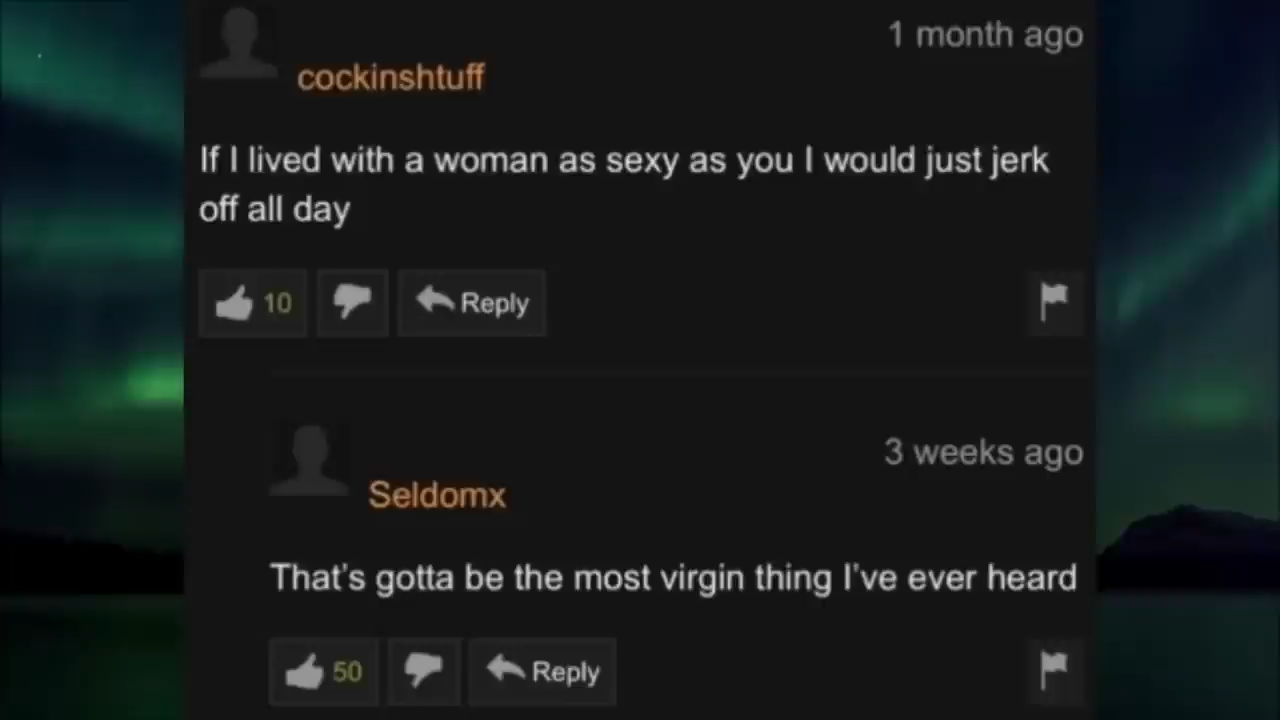 1 month ago
cockinshtuff
If I lived with a woman as sexy as you I would just jerk
off all day
10
Reply
3 weeks ago
Seldomx
That's gotta be the most virgin thing I've ever heard
50
Reply